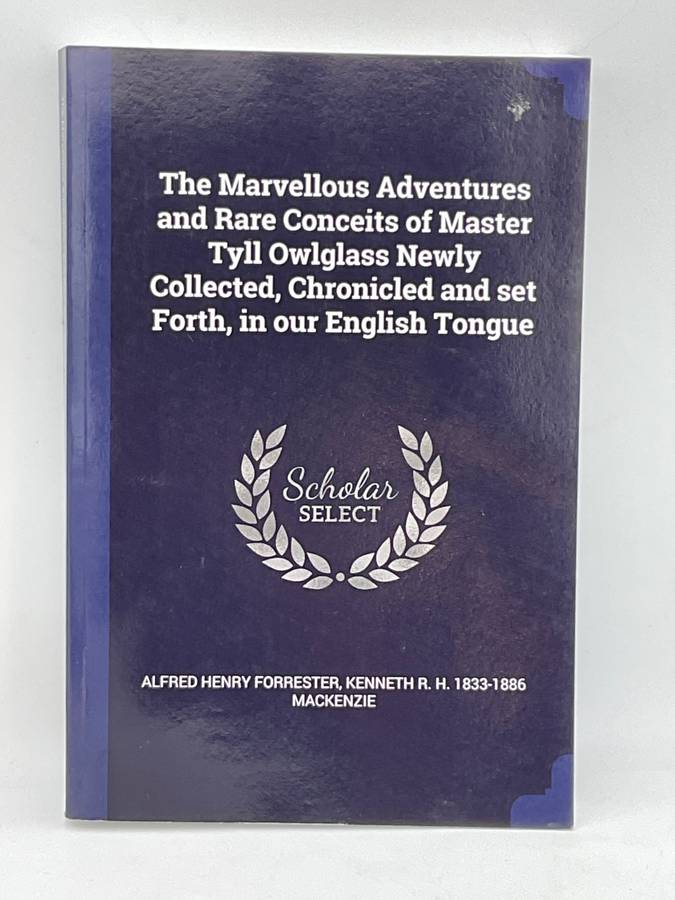 The Marvellous Adventures
and Rare Conceits of Master
Tyll Owlglass Newly
Collected, Chronicled and set
Forth, in our English Tongue
Scholar
SELECT
ALFRED HENRY FORRESTER, KENNETH R. H. 1833-1886
MACKENZIE